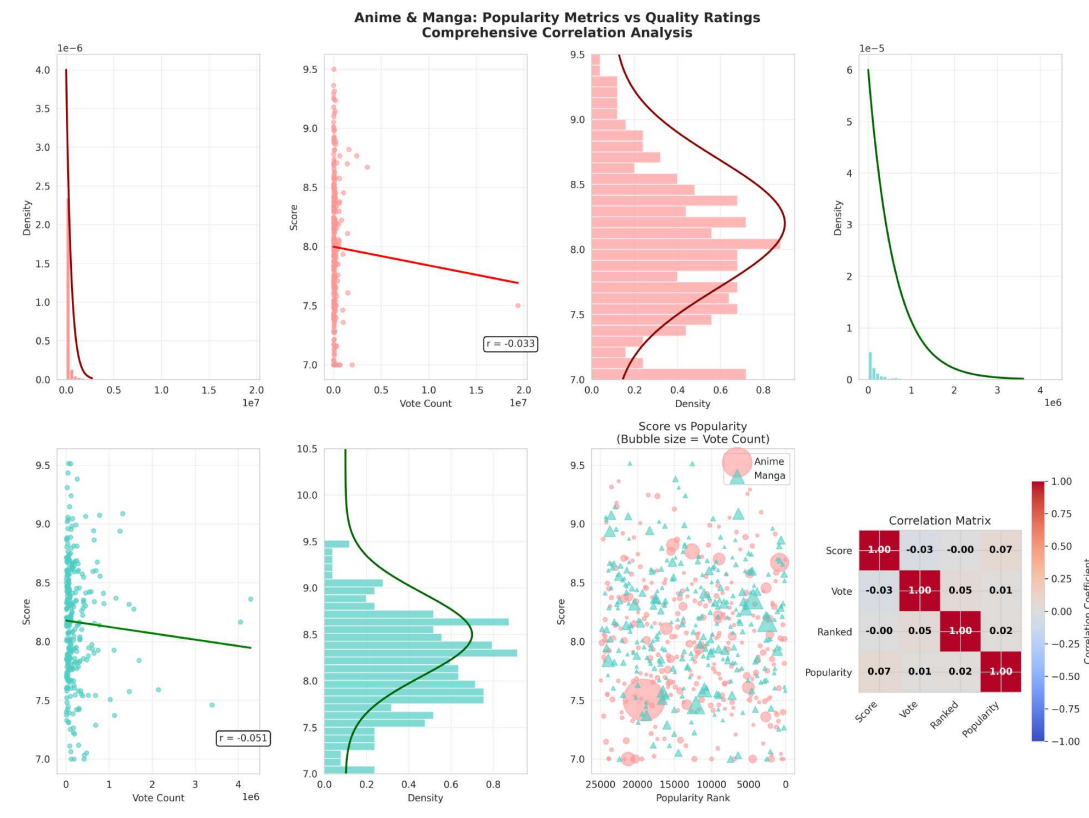 Anime & Manga: Popularity Metrics vs Quality Ratings
Comprehensive Correlation Analysis
1e−6
4.0
3.5
3.0
2.5
2.0
1.5
1.0
0.5
0.0
Density
0.0 0.5 1.0 1.5 2.0
1e7
9.5
9.0
8.5
8.0
7.5
7.0
Score
r = -0.033
0.0 0.5 1.0 1.5 2.0
Vote Count
1e7
9.5
9.0
8.5
8.0
7.5
7.0
0.0 0.2 0.4 0.6 0.8
Density
1e−5
6
5
4
3
2
1
0
Density
0 1 2 3 4
1e6
9.5
9.0
8.5
8.0
7.5
7.0
Score
r = -0.051
0 1 2 3 4
Vote Count
1e6
10.5
10.0
9.5
9.0
8.5
8.0
7.5
7.0
0.0 0.2 0.4 0.6 0.8
Density
Score vs Popularity
(Bubble size = Vote Count)
Anime
Manga
9.5
9.0
8.5
8.0
7.5
7.0
Score
25000 20000 15000 10000 5000 0
Popularity Rank
Correlation Matrix
Score 1.00 -0.03 -0.00 0.07
Vote -0.03 1.00 0.05 0.01
Ranked -0.00 0.05 1.00 0.02
Popularity 0.07 0.01 0.02 1.00
Score Vote Ranked Popularity
1.00
0.75
0.50
0.25
0.00
−0.25
−0.50
−0.75
−1.00
Correlation Coefficient